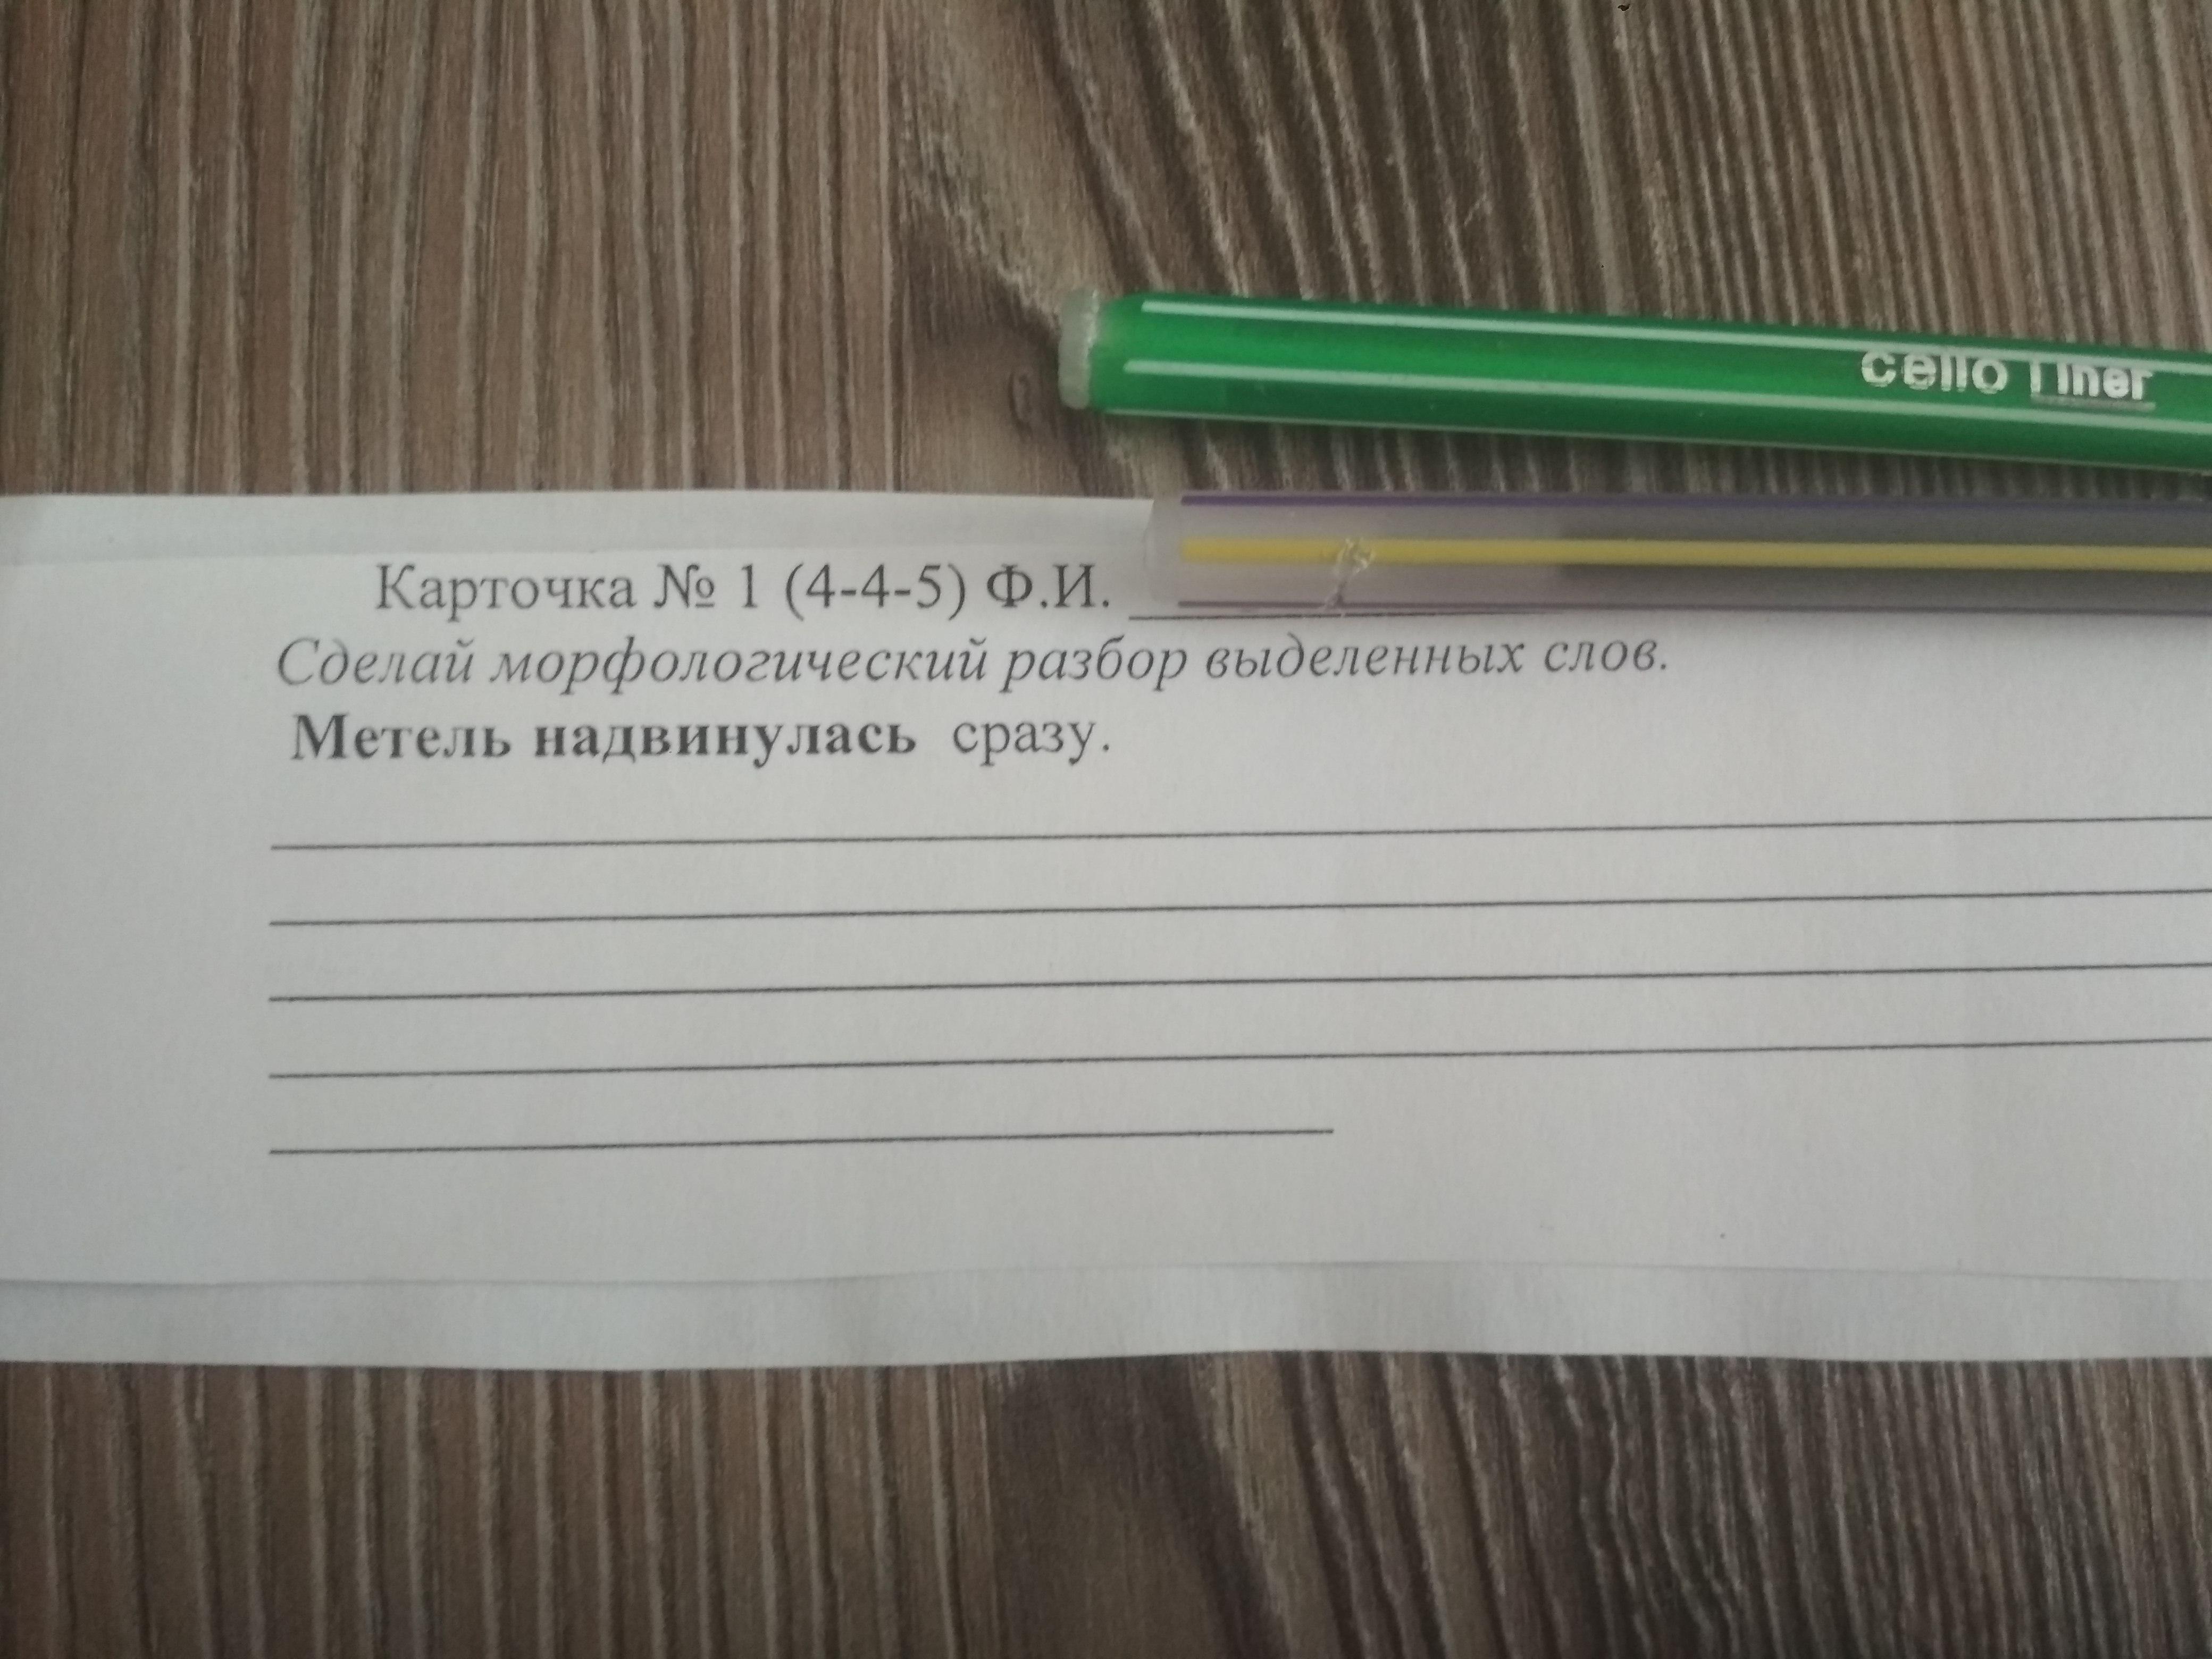 cello Liner
Карточка № 1 (4-4-5) Ф.И.
Сделай морфологический разбор выделенных слов.
Метель надвинулась сразу.